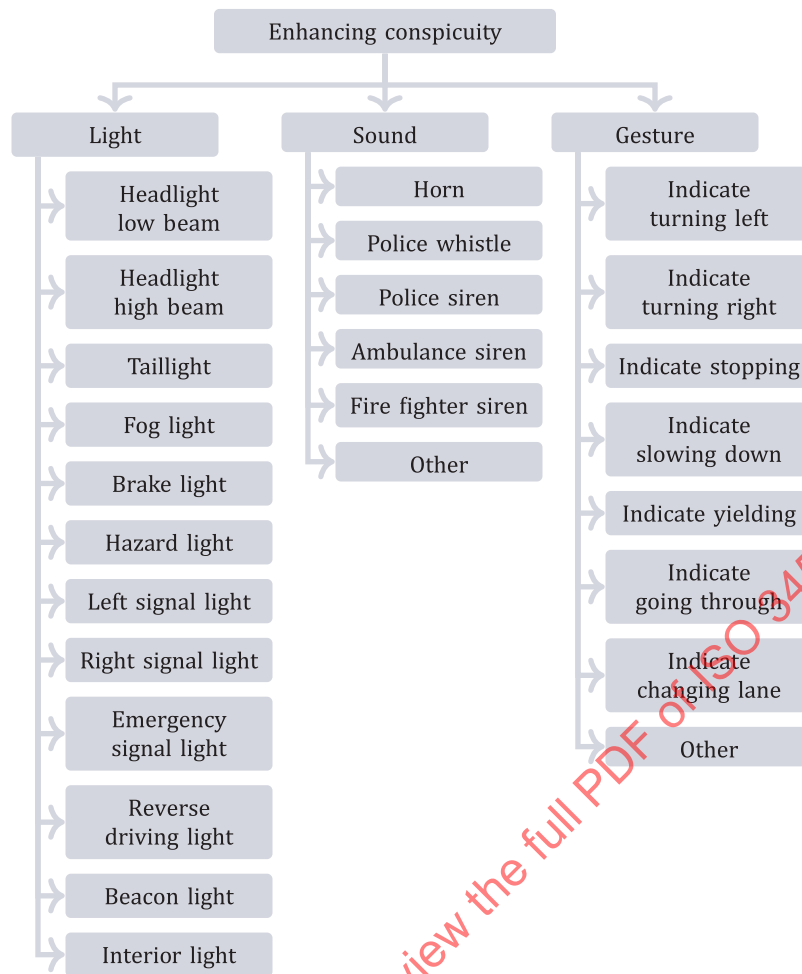 Enhancing conspicuity
Light
Headlight
low beam
Headlight
high beam
Taillight
Fog light
Brake light
Hazard light
Left signal light
Right signal light
Emergency
signal light
Reverse
driving light
Beacon light
Interior light
Sound
Horn
Police whistle
Police siren
Ambulance siren
Fire fighter siren
Other
Gesture
Indicate
turning left
Indicate
turning right
Indicate stopping
Indicate
slowing down
Indicate yielding
Indicate
going through
Indicate
changing lane
Other
view the full PDF of ISO